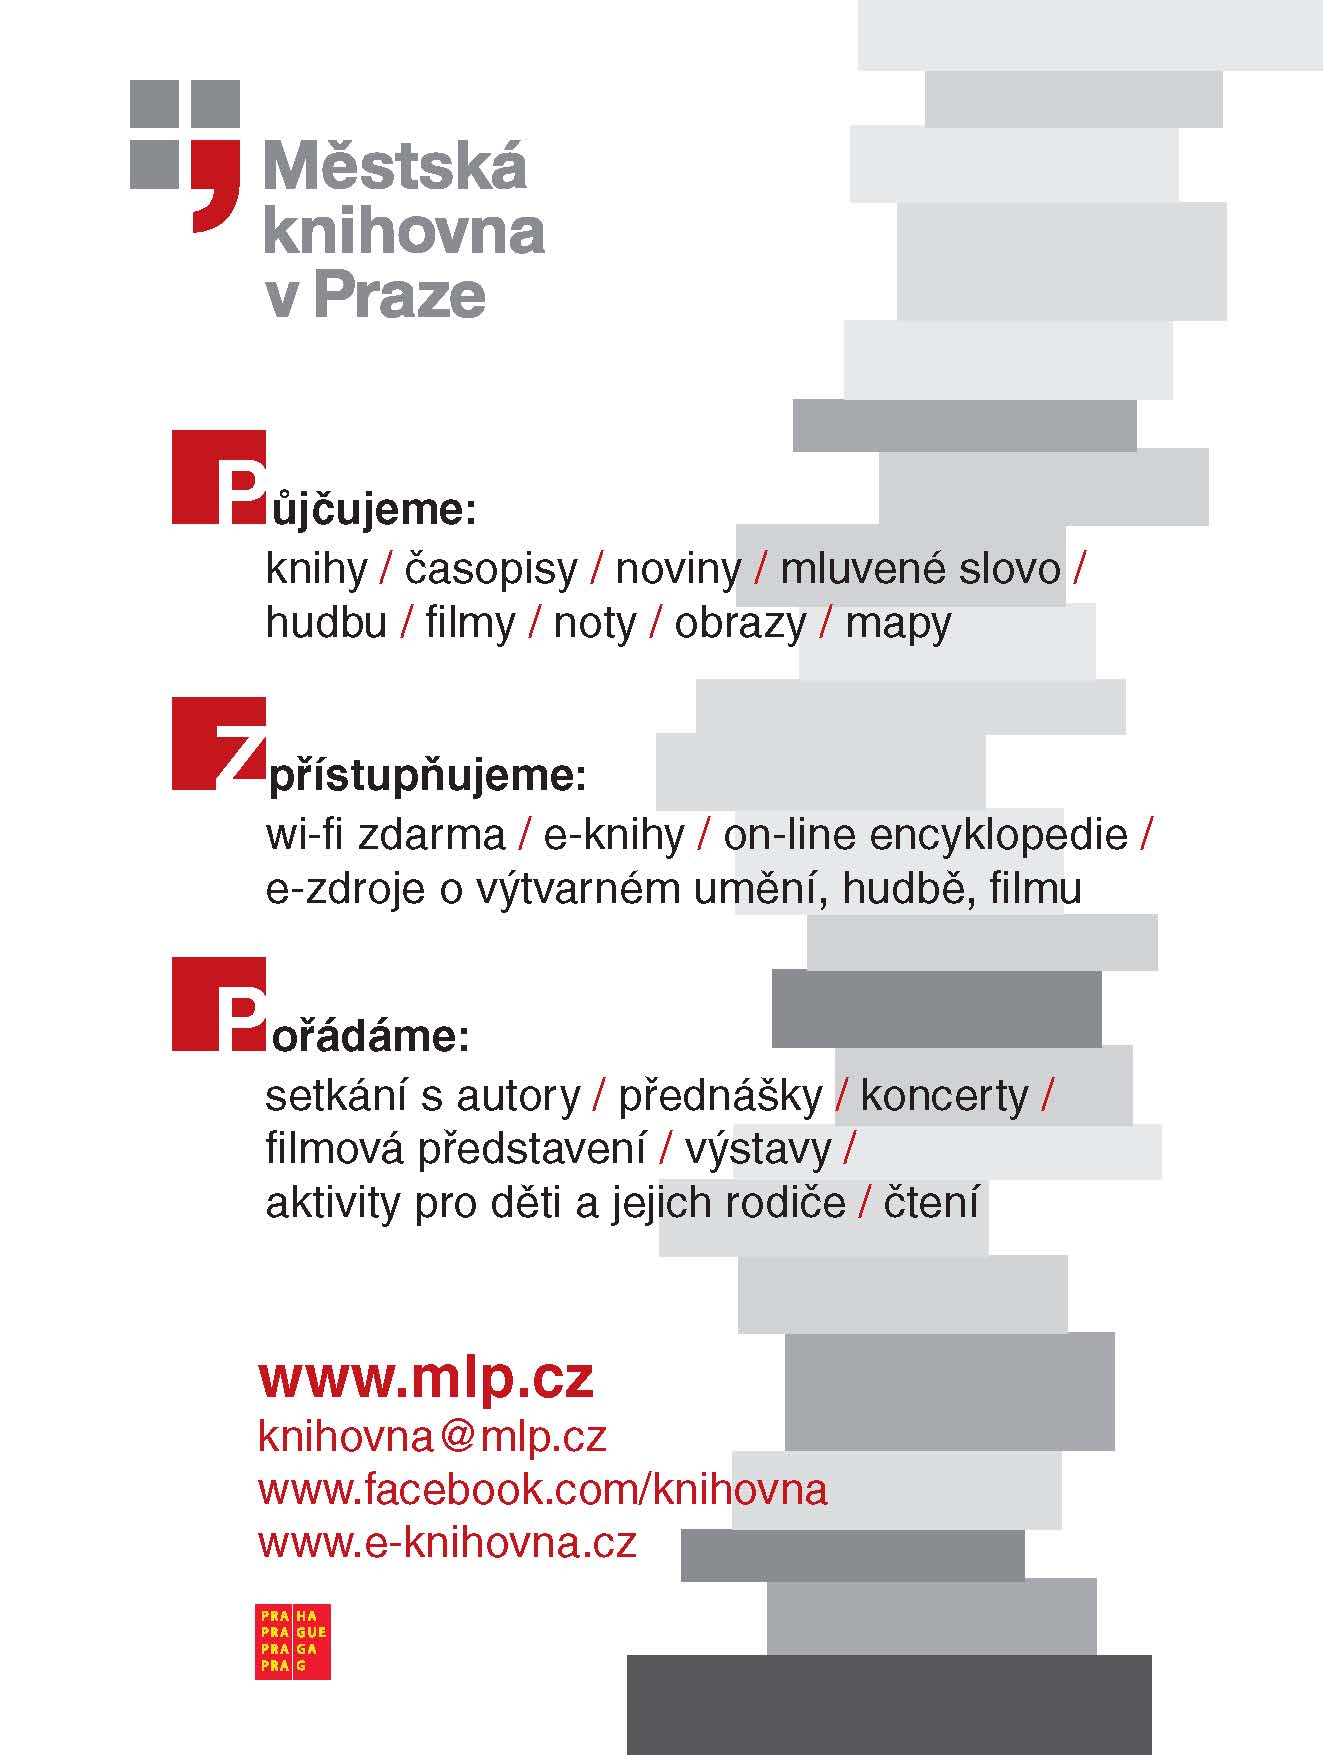 Městská
knihovna
v Praze
Půjčujeme:
knihy / časopisy / noviny / mluvené slovo /
hudbu / filmy / noty / obrazy / mapy
Zpřístupňujeme:
wi-fi zdarma / e-knihy / on-line encyklopedie /
e-zdroje o výtvarném umění, hudbě, filmu
Pořádáme:
setkání s autory / přednášky / koncerty /
filmová představení / výstavy /
aktivity pro děti a jejich rodiče / čtení
www.mlp.cz
knihovna@mlp.cz
www.facebook.com/knihovna
www.e-knihovna.cz
PRAHA
PRAGUE
PRAGA
PRAG